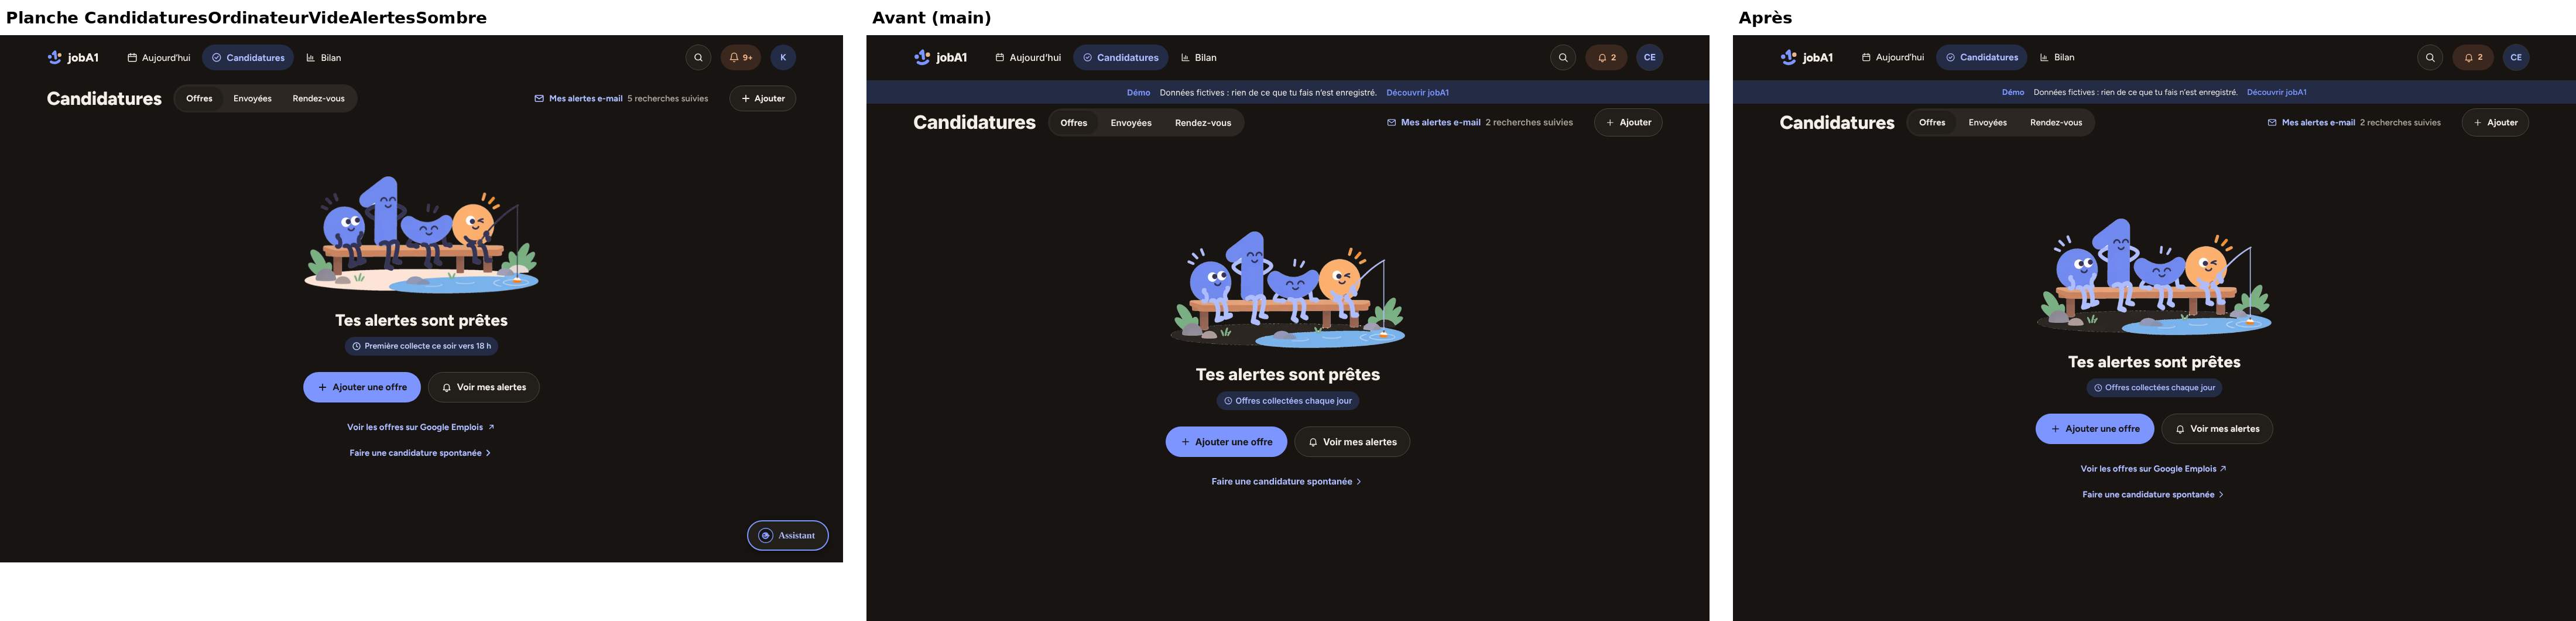 Planche CandidaturesOrdinateurVideAlertesSombre
jobA1 Aujourd'hui Candidatures Bilan 9+ K
Candidatures Offres Envoyées Rendez-vous Mes alertes e-mail 5 recherches suivies + Ajouter
Tes alertes sont prêtes
Première collecte ce soir vers 18 h
+ Ajouter une offre Voir mes alertes
Voir les offres sur Google Emplois ↗
Faire une candidature spontanée >
Assistant
Avant (main)
jobA1 Aujourd'hui Candidatures Bilan 2 CE
Démo Données fictives : rien de ce que tu fais n'est enregistré. Découvrir jobA1
Candidatures Offres Envoyées Rendez-vous Mes alertes e-mail 2 recherches suivies + Ajouter
Tes alertes sont prêtes
Offres collectées chaque jour
+ Ajouter une offre Voir mes alertes
Faire une candidature spontanée >
Après
jobA1 Aujourd'hui Candidatures Bilan 2 CE
Démo Données fictives : rien de ce que tu fais n'est enregistré. Découvrir jobA1
Candidatures Offres Envoyées Rendez-vous Mes alertes e-mail 2 recherches suivies + Ajouter
Tes alertes sont prêtes
Offres collectées chaque jour
+ Ajouter une offre Voir mes alertes
Voir les offres sur Google Emplois ↗
Faire une candidature spontanée >